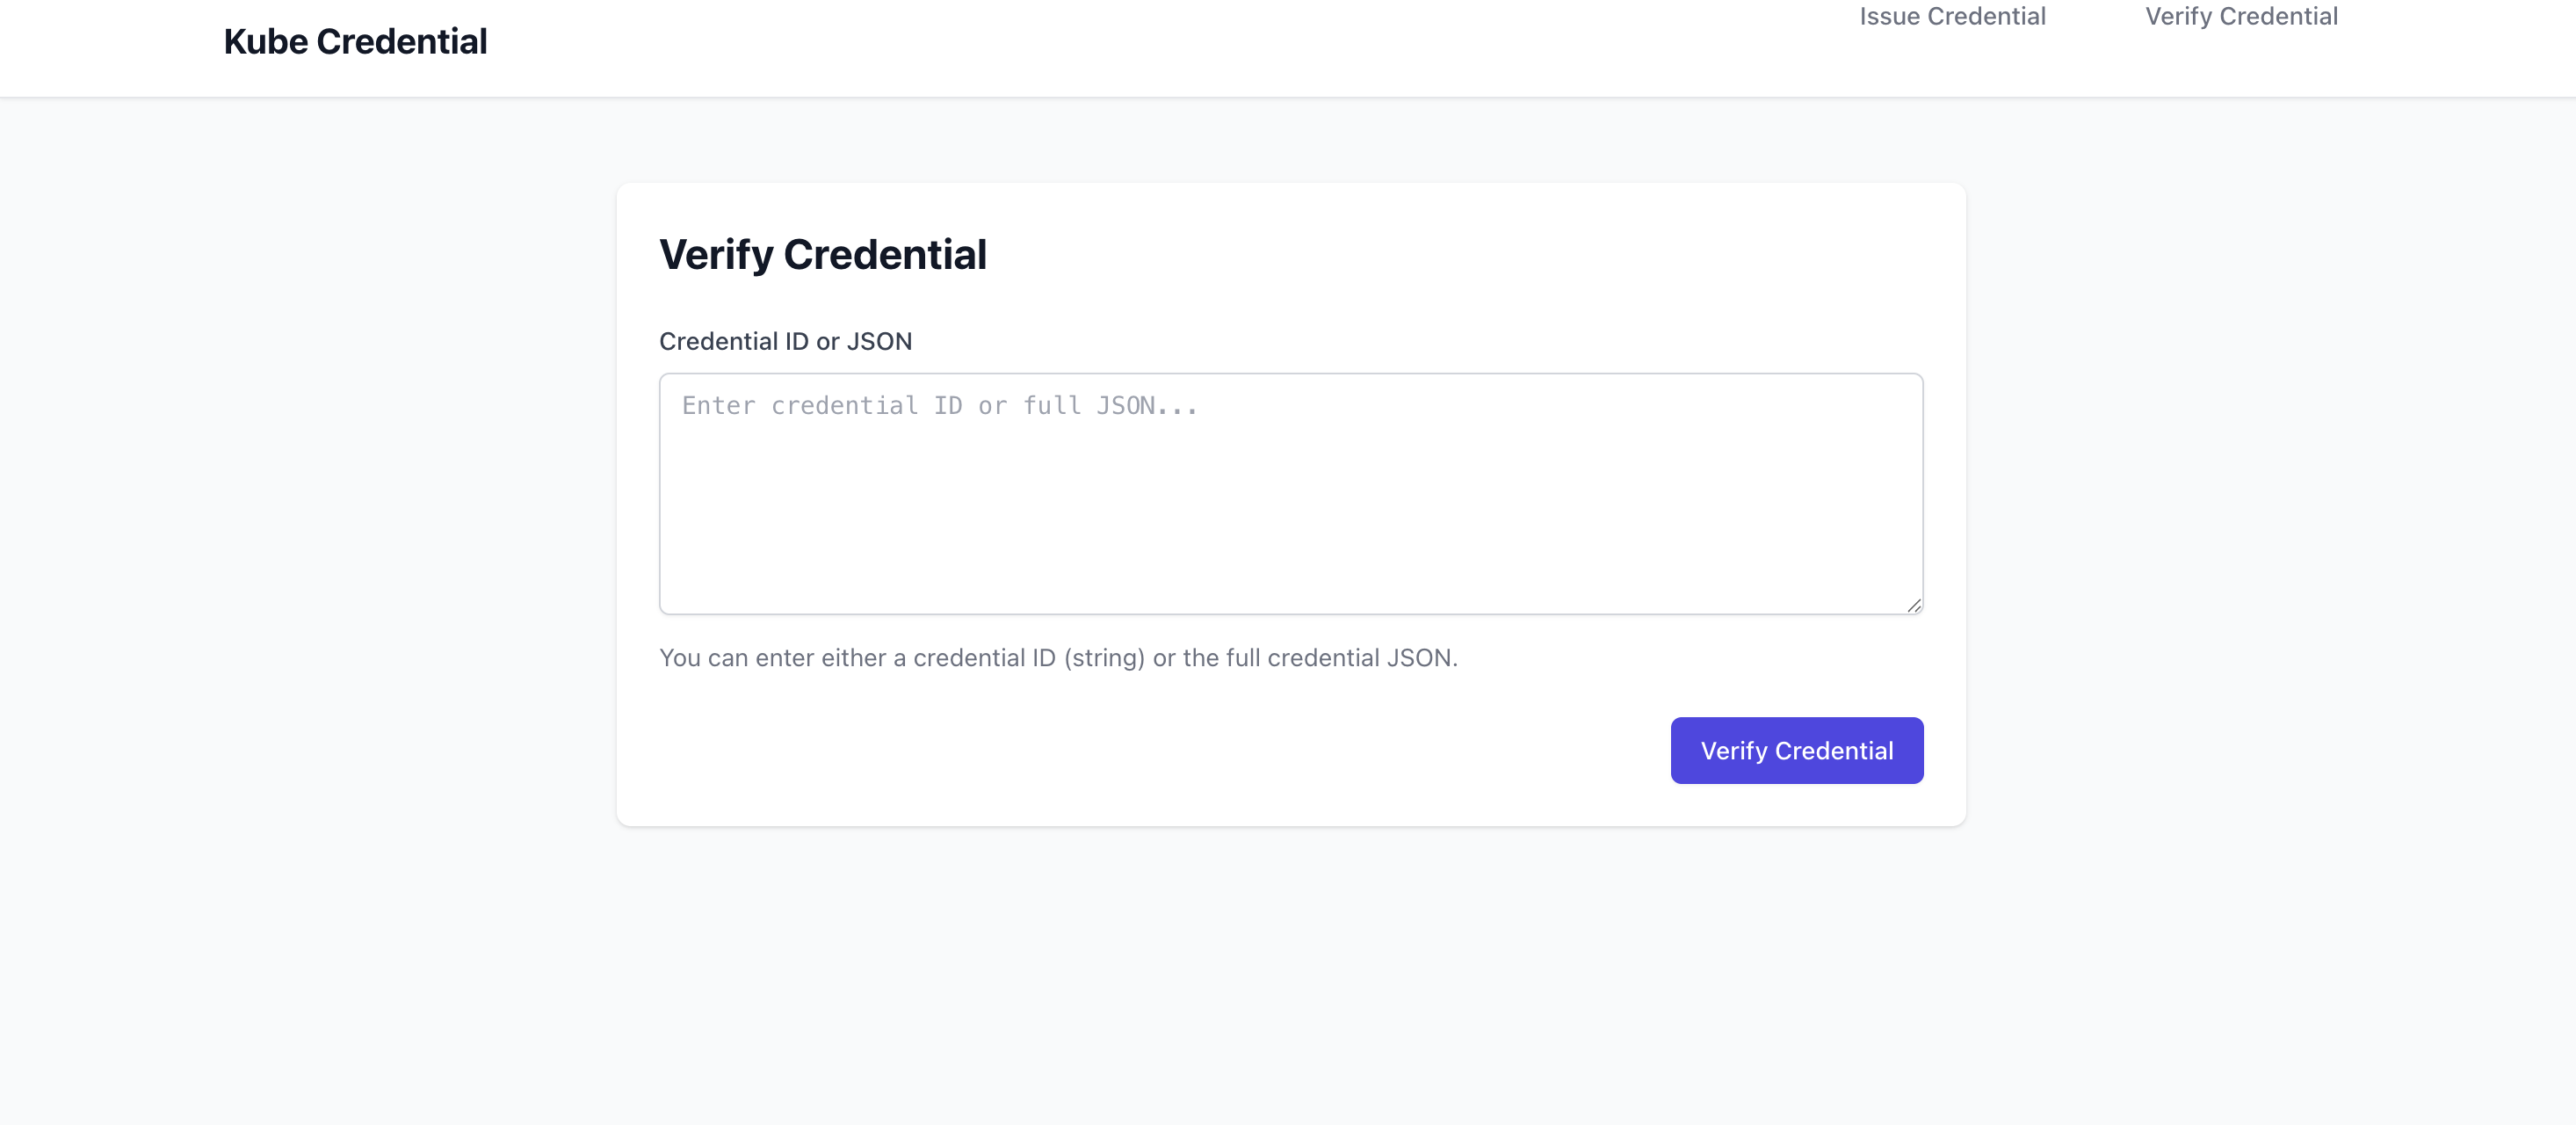 Kube Credential
Issue Credential
Verify Credential
Verify Credential
Credential ID or JSON
Enter credential ID or full JSON...
You can enter either a credential ID (string) or the full credential JSON.
Verify Credential